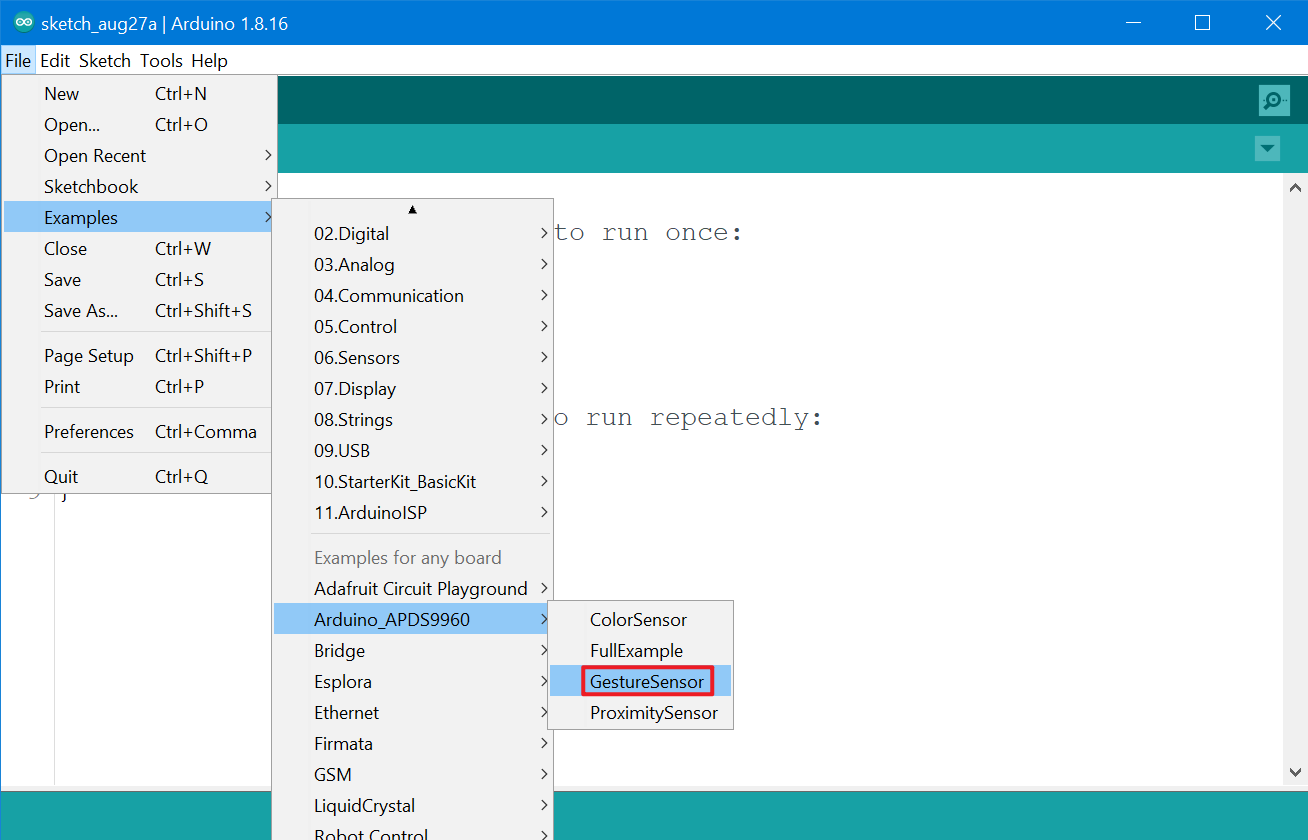 sketch_aug27a | Arduino 1.8.16
File Edit Sketch Tools Help
New Ctrl+N
Open... Ctrl+O
Open Recent
Sketchbook
Examples
Close Ctrl+W
Save Ctrl+S
Save As... Ctrl+Shift+S
Page Setup Ctrl+Shift+P
Print Ctrl+P
Preferences Ctrl+Comma
Quit Ctrl+Q
02.Digital
03.Analog
04.Communication
05.Control
06.Sensors
07.Display
08.Strings
09.USB
10.StarterKit_BasicKit
11.ArduinoISP
Examples for any board
Adafruit Circuit Playground
Arduino_APDS9960
Bridge
Esplora
Ethernet
Firmata
GSM
LiquidCrystal
Robot Control
ColorSensor
FullExample
GestureSensor
ProximitySensor
to run once:
o run repeatedly: